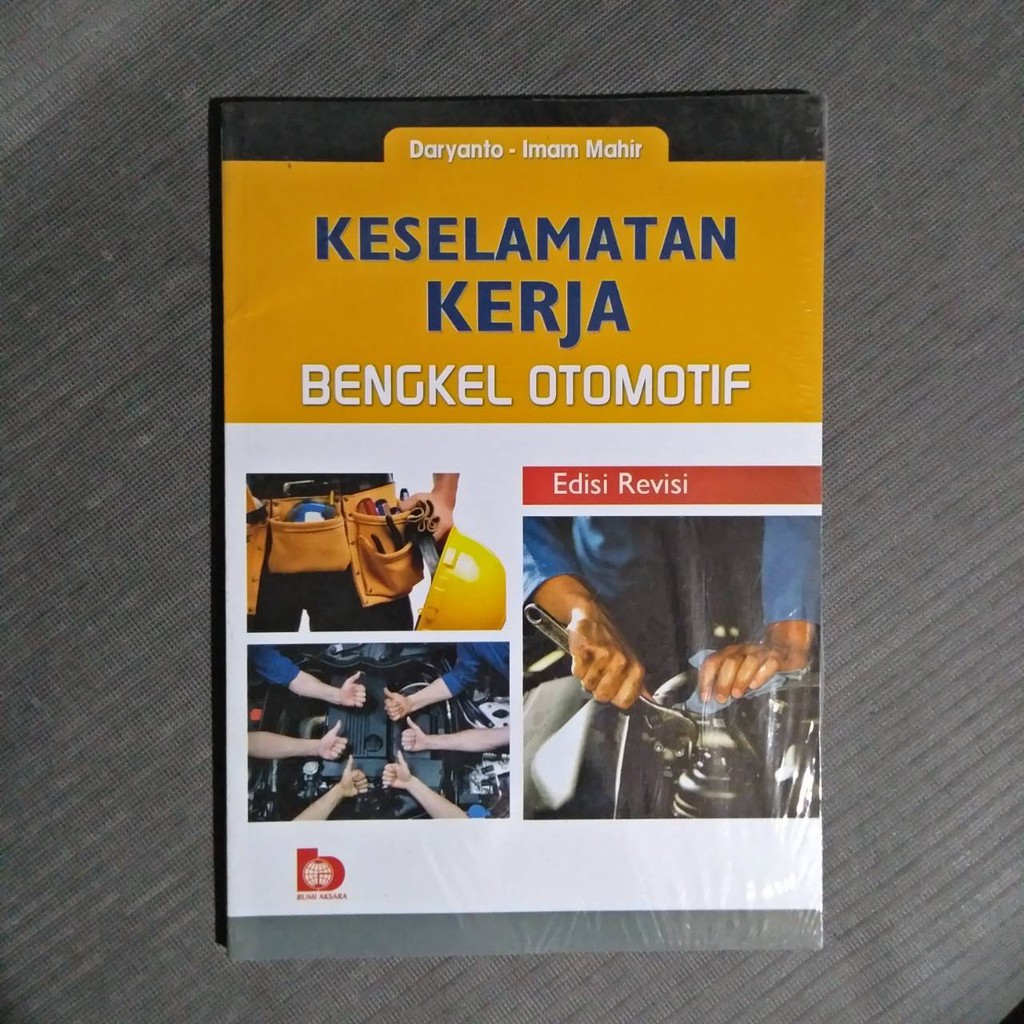 Daryanto - Imam Mahir
KESELAMATAN
KERJA
BENGKEL OTOMOTIF
Edisi Revisi
b
BUMI AKSARA